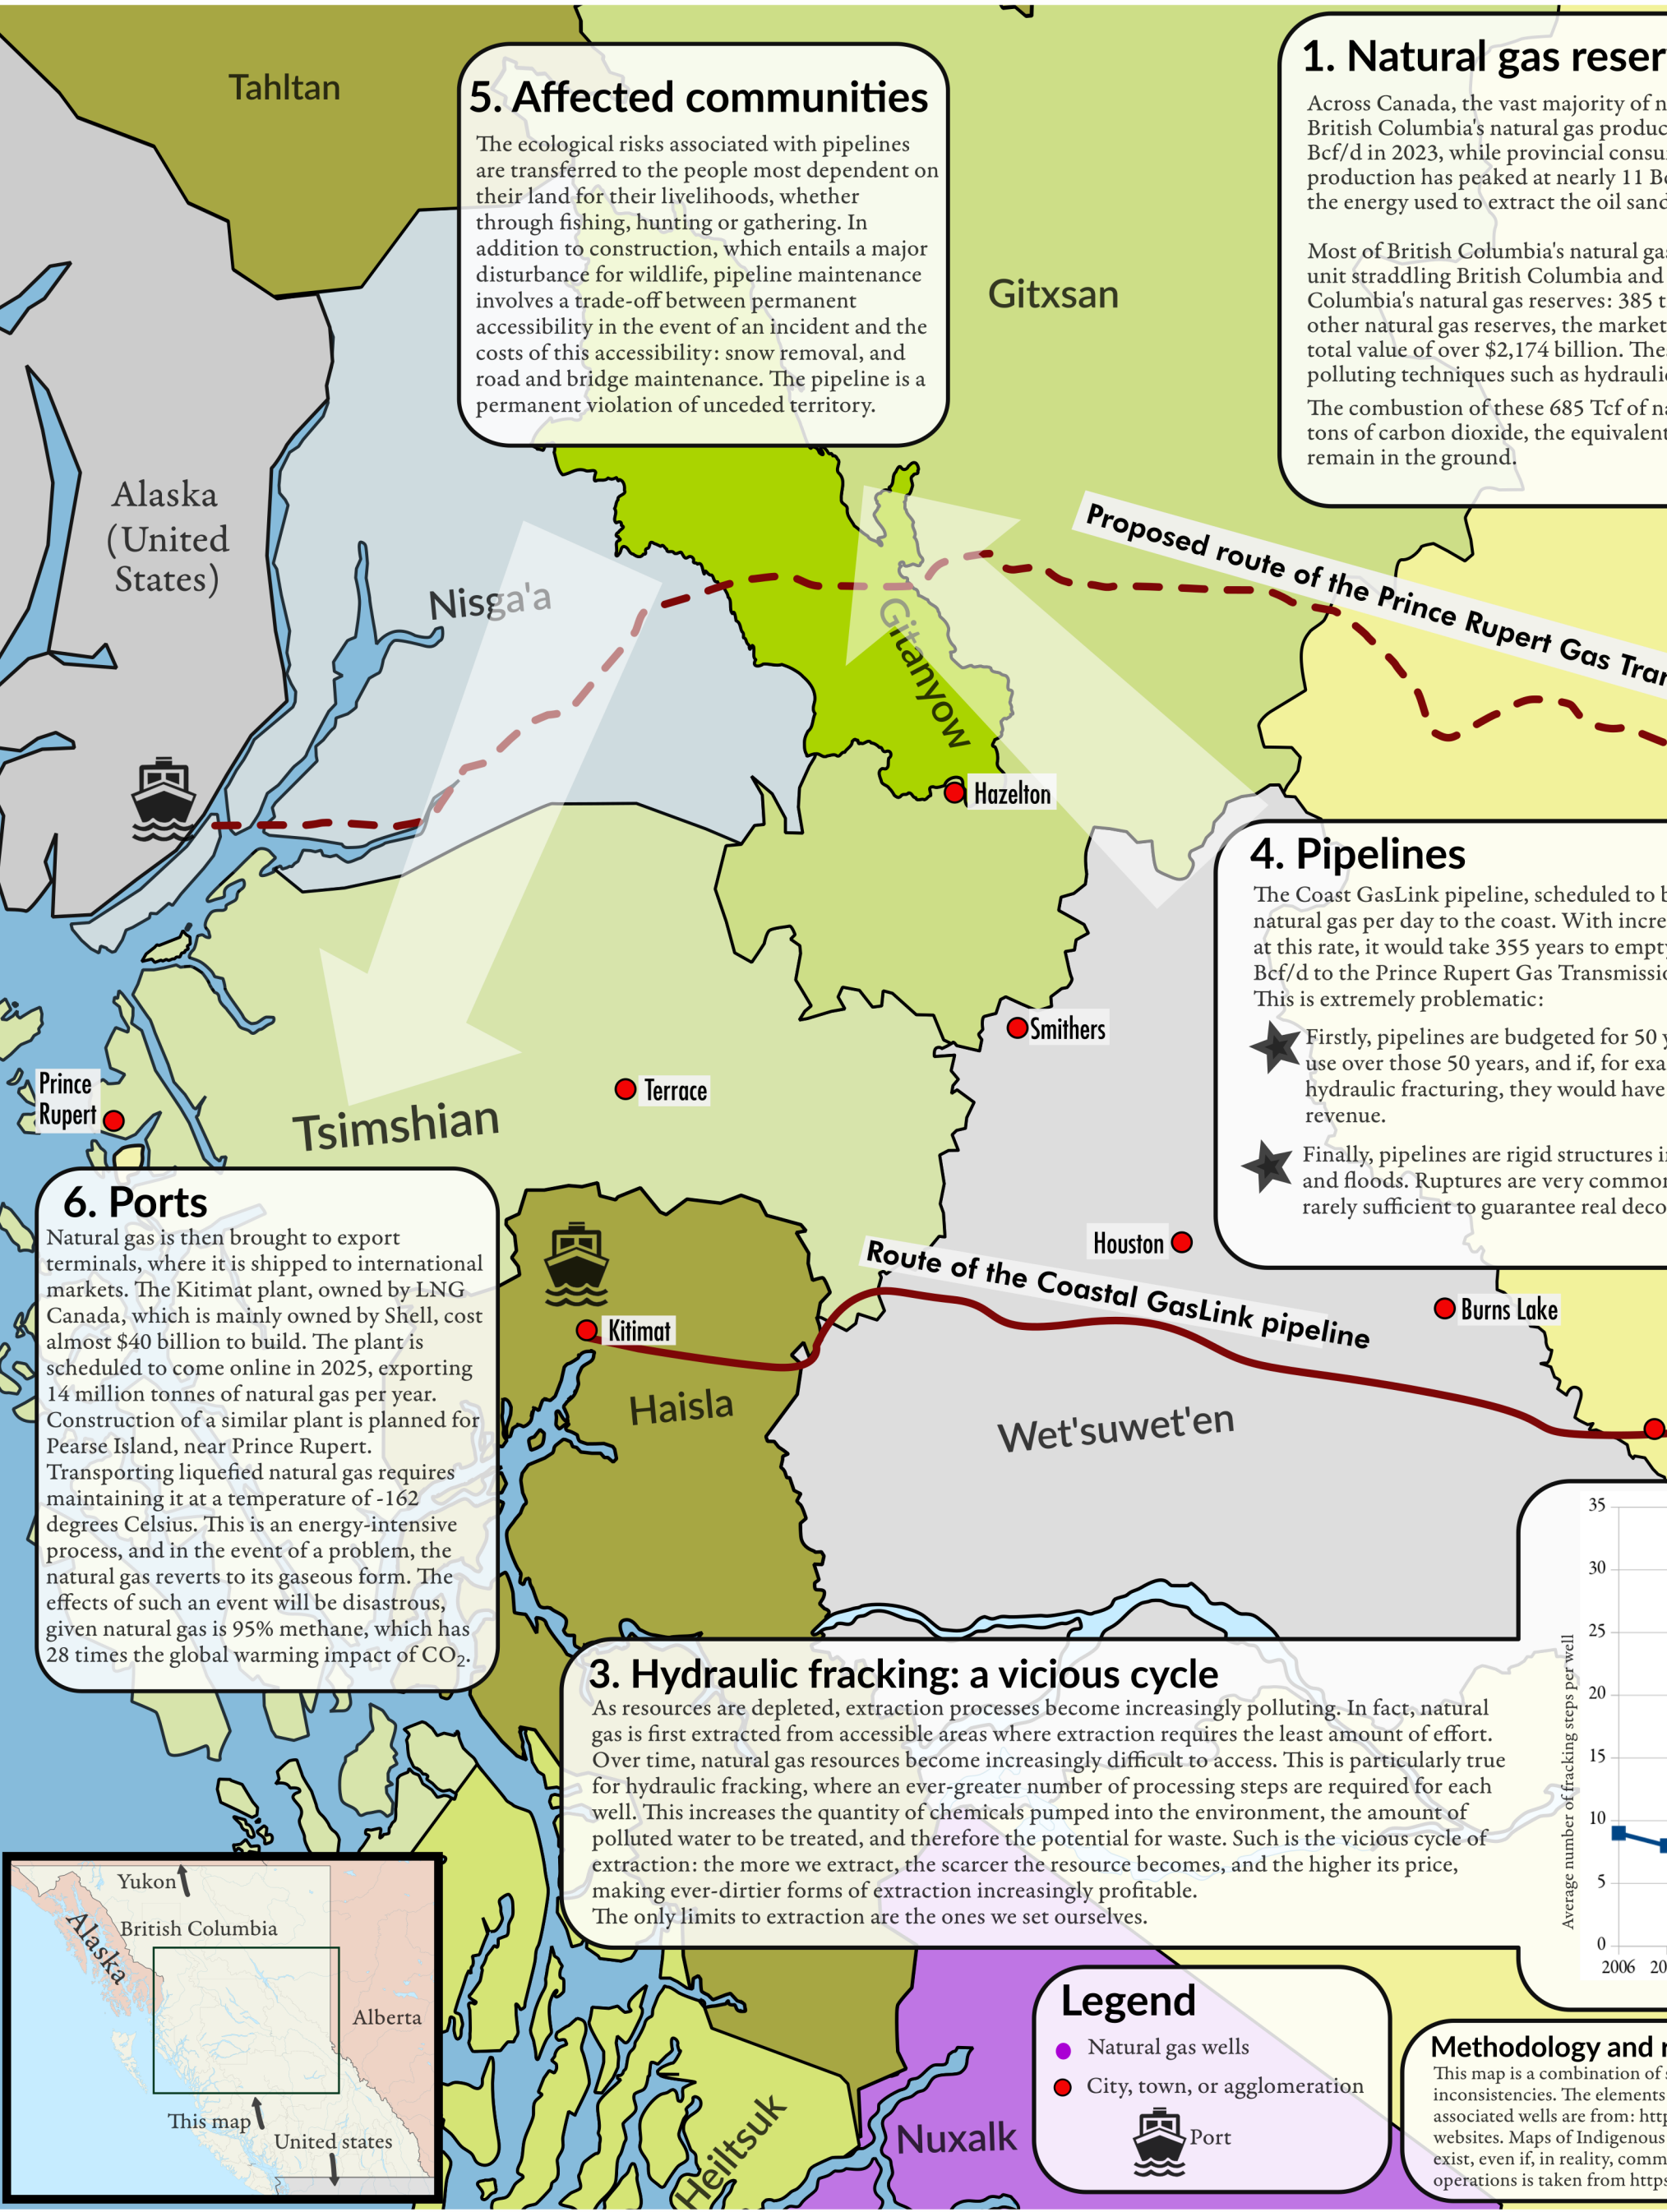 Tahltan
5. Affected communities
The ecological risks associated with pipelines
are transferred to the people most dependent on
their land for their livelihoods, whether
through fishing, hunting or gathering. In
addition to construction, which entails a major
disturbance for wildlife, pipeline maintenance
involves a trade-off between permanent
accessibility in the event of an incident and the
costs of this accessibility: snow removal, and
road and bridge maintenance. The pipeline is a
permanent violation of unceded territory.
Gitxsan
1. Natural gas reser
Across Canada, the vast majority of n
British Columbia's natural gas produc
Bcf/d in 2023, while provincial consu
production has peaked at nearly 11 Bc
the energy used to extract the oil sand
Most of British Columbia's natural gas
unit straddling British Columbia and
Columbia's natural gas reserves: 385 t
other natural gas reserves, the market
total value of over $2,174 billion. Thes
polluting techniques such as hydraulic
The combustion of these 685 Tcf of na
tons of carbon dioxide, the equivalent
remain in the ground.
Alaska
(United
States)
Nisga'a
Gitanyow
Proposed route of the Prince Rupert Gas Tran
Hazelton
4. Pipelines
The Coast GasLink pipeline, scheduled to b
natural gas per day to the coast. With incre
at this rate, it would take 355 years to empty
Bcf/d to the Prince Rupert Gas Transmissio
This is extremely problematic:
Firstly, pipelines are budgeted for 50 y
use over those 50 years, and if, for exa
hydraulic fracturing, they would have
revenue.
Finally, pipelines are rigid structures in
and floods. Ruptures are very common
rarely sufficient to guarantee real deco
Smithers
Terrace
Prince
Rupert
Tsimshian
Houston
Route of the Coastal GasLink pipeline
Burns Lake
Kitimat
Haisla
Wet'suwet'en
6. Ports
Natural gas is then brought to export
terminals, where it is shipped to international
markets. The Kitimat plant, owned by LNG
Canada, which is mainly owned by Shell, cost
almost $40 billion to build. The plant is
scheduled to come online in 2025, exporting
14 million tonnes of natural gas per year.
Construction of a similar plant is planned for
Pearse Island, near Prince Rupert.
Transporting liquefied natural gas requires
maintaining it at a temperature of -162
degrees Celsius. This is an energy-intensive
process, and in the event of a problem, the
natural gas reverts to its gaseous form. The
effects of such an event will be disastrous,
given natural gas is 95% methane, which has
28 times the global warming impact of CO₂.
3. Hydraulic fracking: a vicious cycle
As resources are depleted, extraction processes become increasingly polluting. In fact, natural
gas is first extracted from accessible areas where extraction requires the least amount of effort.
Over time, natural gas resources become increasingly difficult to access. This is particularly true
for hydraulic fracking, where an ever-greater number of processing steps are required for each
well. This increases the quantity of chemicals pumped into the environment, the amount of
polluted water to be treated, and therefore the potential for waste. Such is the vicious cycle of
extraction: the more we extract, the scarcer the resource becomes, and the higher its price,
making ever-dirtier forms of extraction increasingly profitable.
The only limits to extraction are the ones we set ourselves.
Average number of fracking steps per well
35
30
25
20
15
10
5
0
2006 20
Yukon
British Columbia
Alaska
Alberta
This map
United states
Heiltsuk
Nuxalk
Legend
Natural gas wells
City, town, or agglomeration
Port
Methodology and r
This map is a combination of s
inconsistencies. The elements
associated wells are from: http
websites. Maps of Indigenous
exist, even if, in reality, comm
operations is taken from https